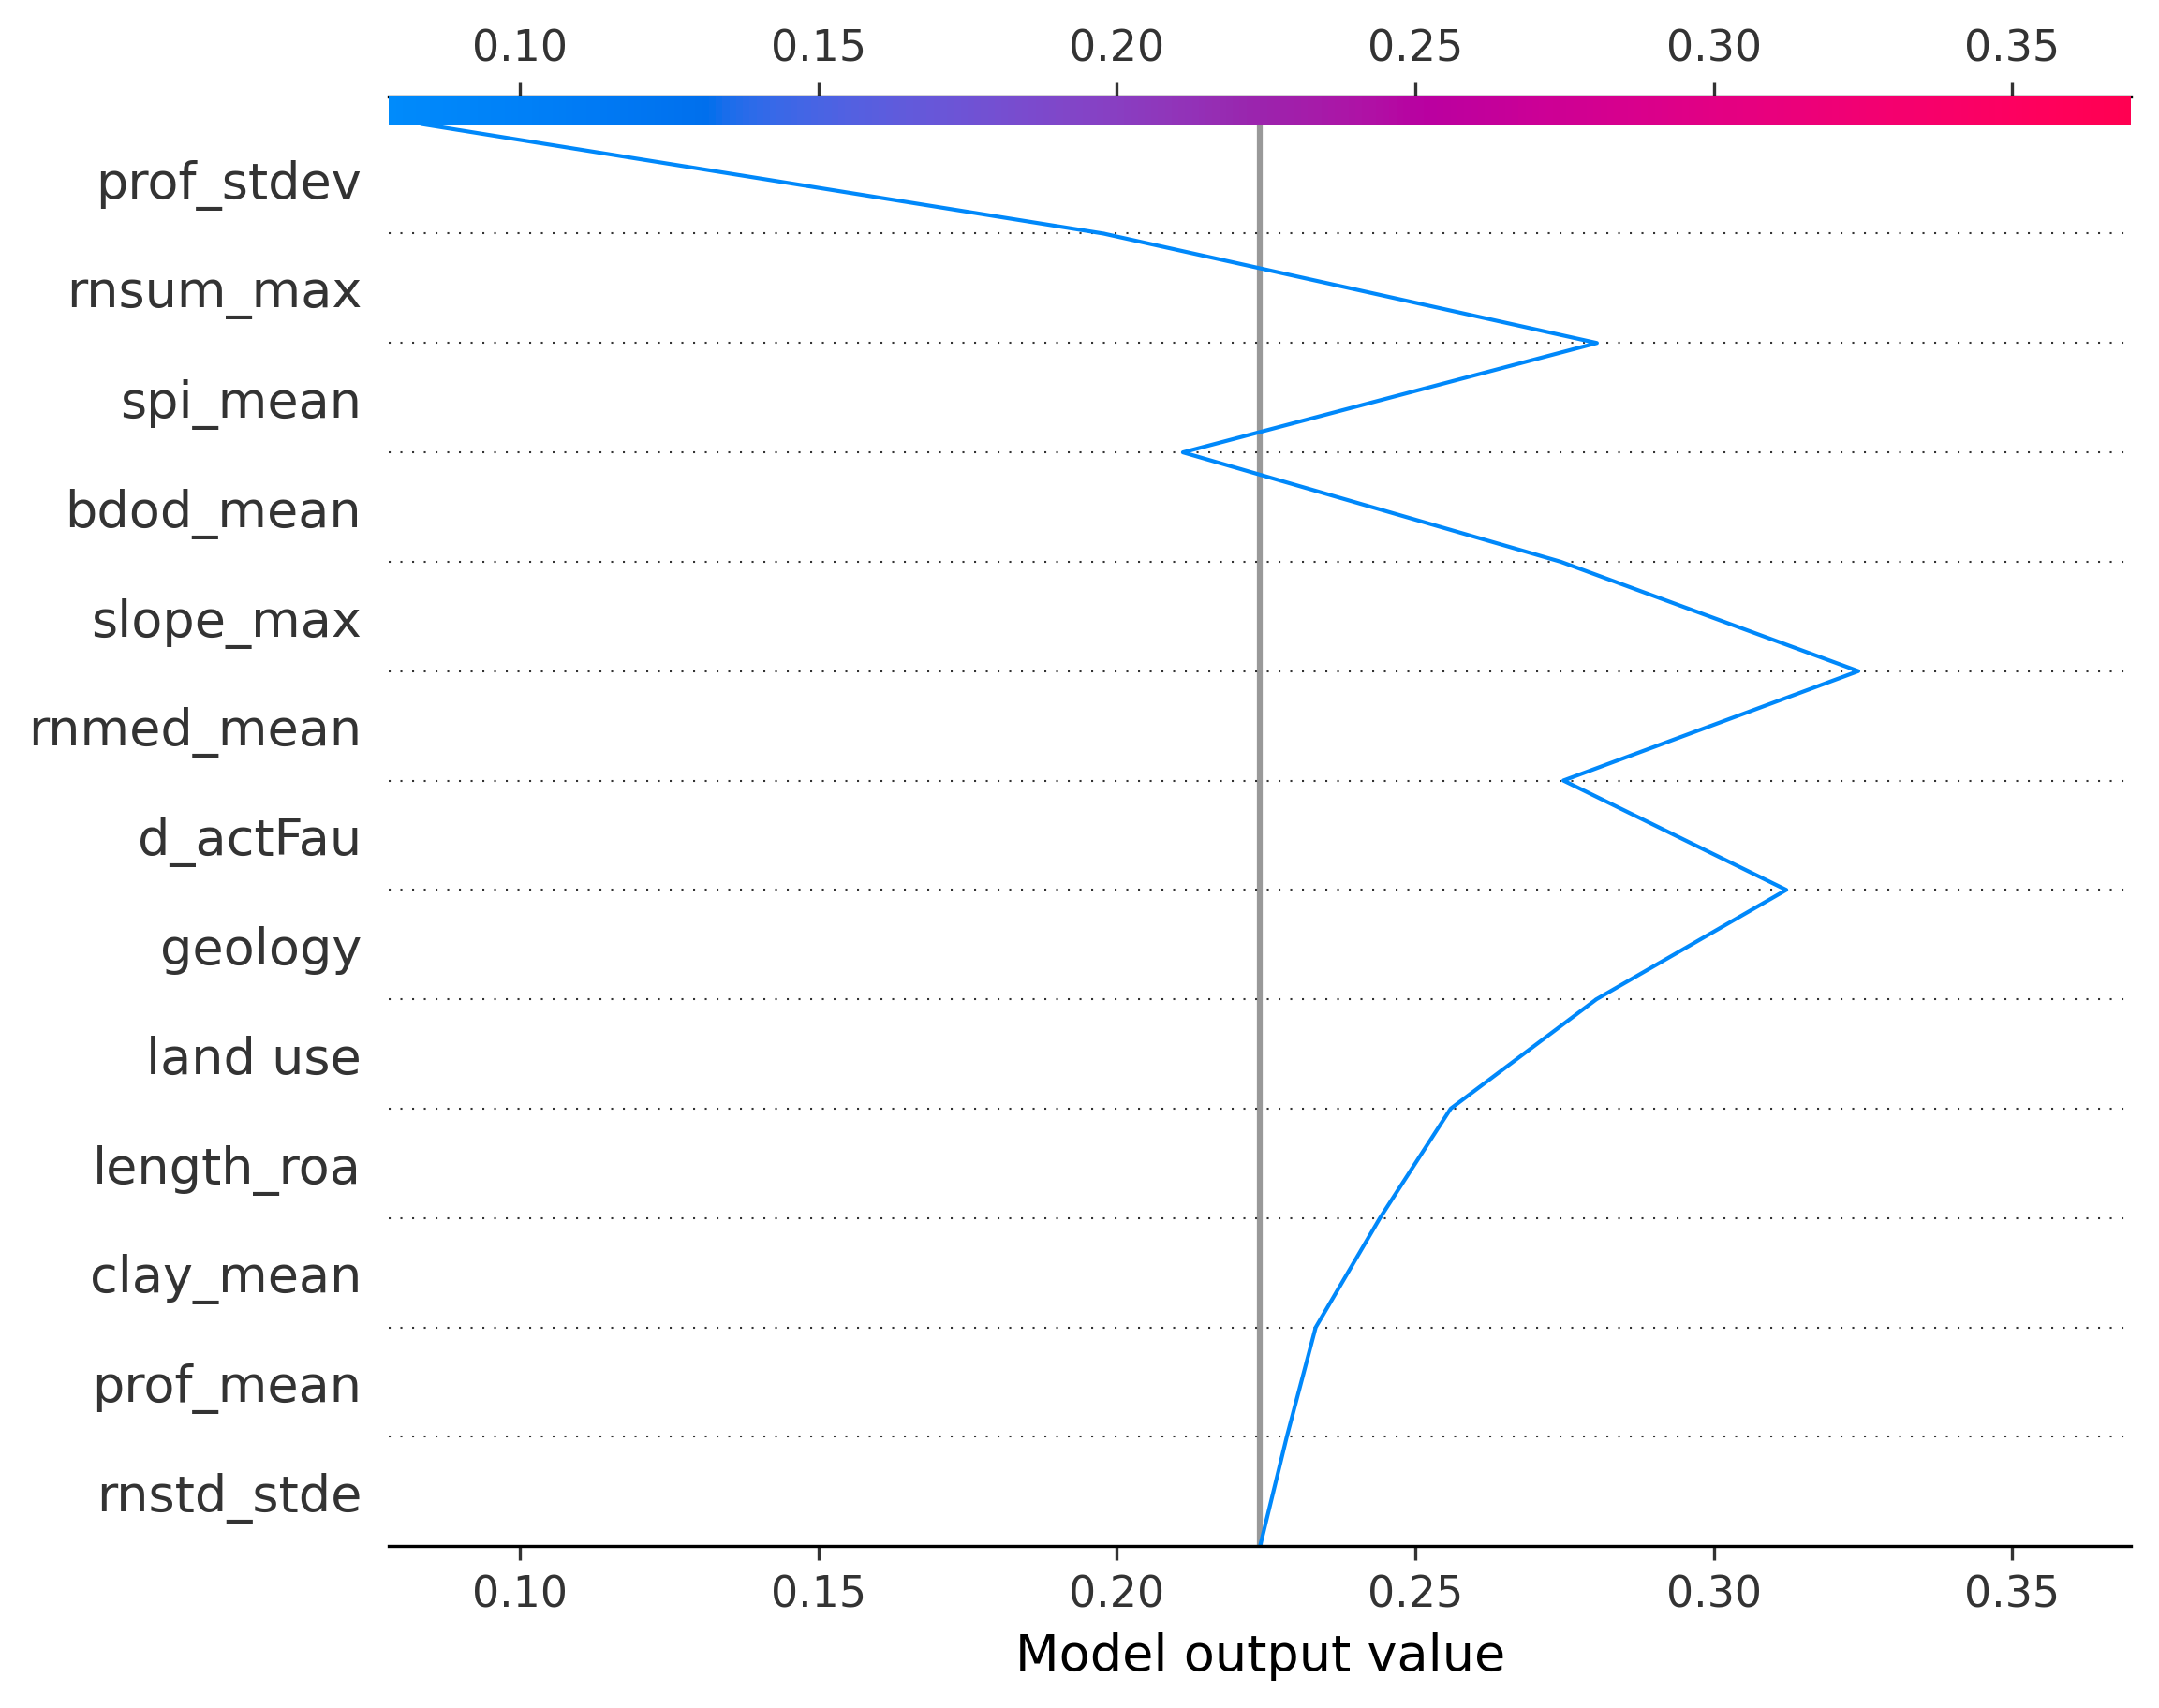 0.10 0.15 0.20 0.25 0.30 0.35
prof_stdev
rnsum_max
spi_mean
bdod_mean
slope_max
rnmed_mean
d_actFau
geology
land use
length_roa
clay_mean
prof_mean
rnstd_stde
0.10 0.15 0.20 0.25 0.30 0.35
Model output value